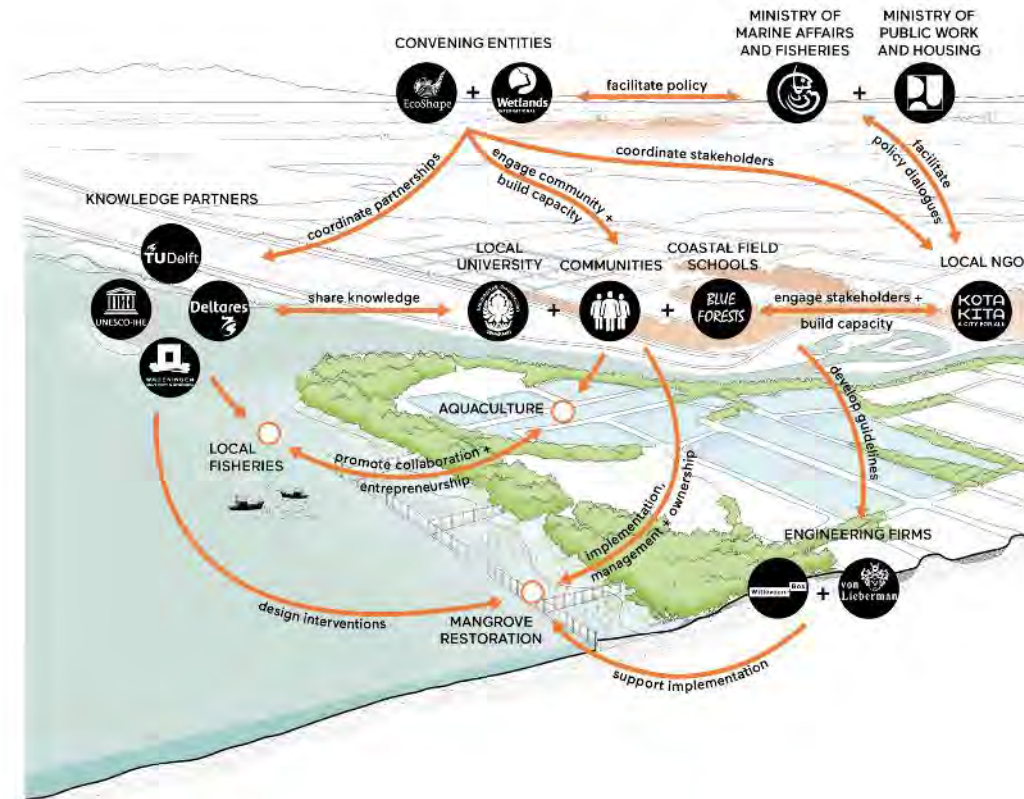 MINISTRY OF
MARINE AFFAIRS
AND FISHERIES
MINISTRY OF
PUBLIC WORK
AND HOUSING
CONVENING ENTITIES
EcoShape
+
Wetlands
INTERNATIONAL
facilitate policy
+
facilitate
policy dialogues
coordinate stakeholders
engage community +
build capacity
coordinate partnerships
KNOWLEDGE PARTNERS
TUDelft
UNESCO-IHE
Deltares
WAGENINGEN
share knowledge
LOCAL
UNIVERSITY
+
COMMUNITIES
+
COASTAL FIELD
SCHOOLS
BLUE
FORESTS
engage stakeholders +
build capacity
LOCAL NGO
KOTA
KITA
A CITY FOR ALL
AQUACULTURE
LOCAL
FISHERIES
promote collaboration +
entrepreneurship
implementation,
management + ownership
develop guidelines
ENGINEERING FIRMS
Witteveen+Bos
+
von
Lieberman
design interventions
MANGROVE
RESTORATION
support implementation